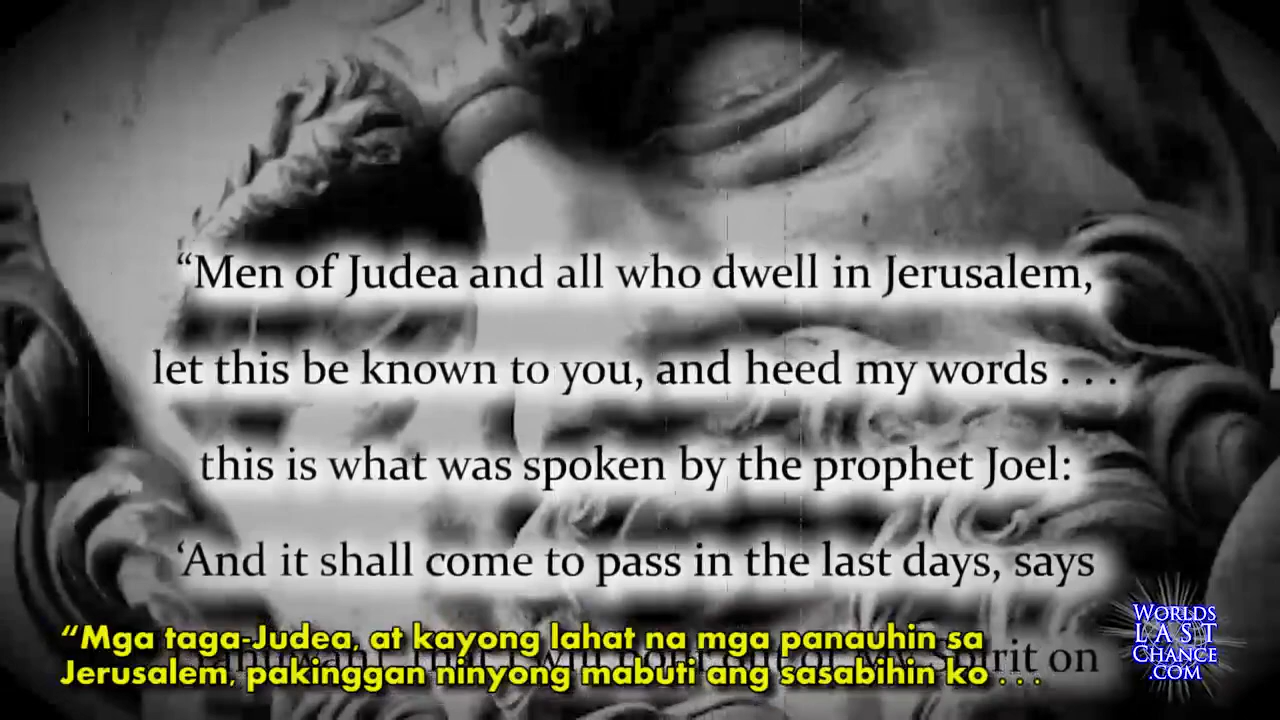 “Men of Judea and all who dwell in Jerusalem,
let this be known to you, and heed my words . . .
this is what was spoken by the prophet Joel:
‘And it shall come to pass in the last days, says
rit on
“Mga taga-Judea, at kayong lahat na mga panauhin sa
Jerusalem, pakinggan ninyong mabuti ang sasabihin ko . . .
WORLDS
LAST
CHANCE
.COM